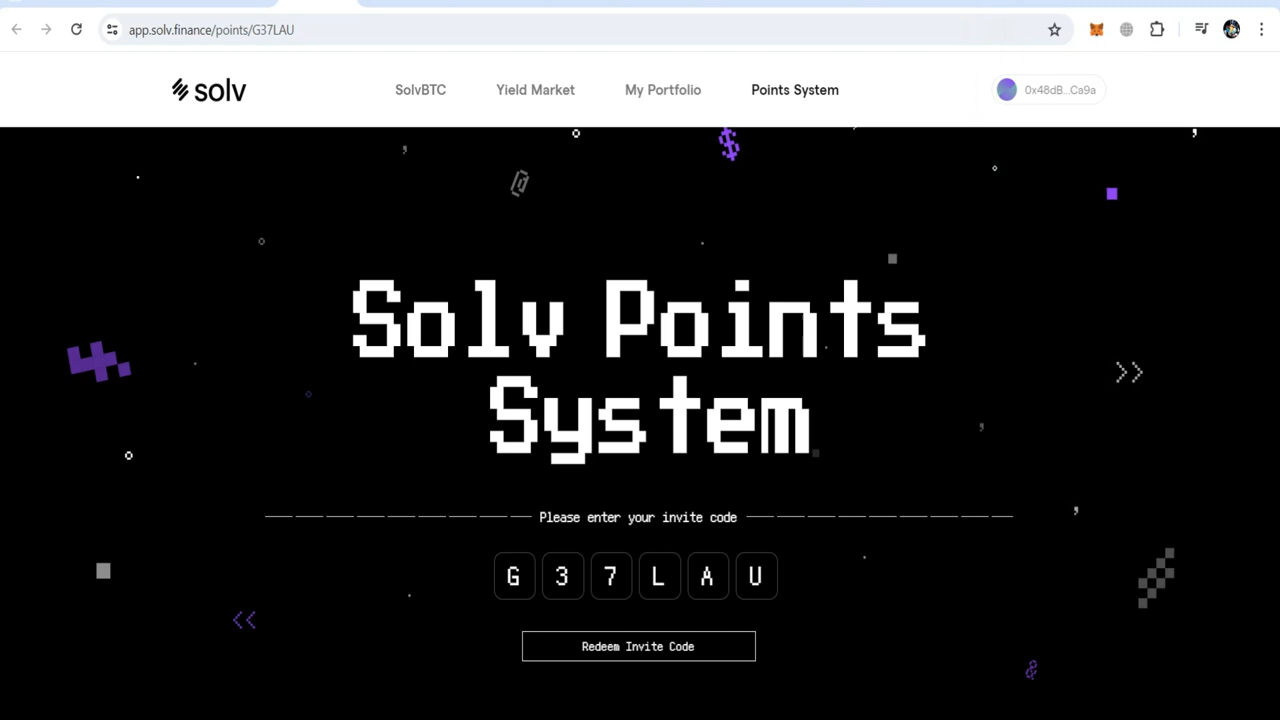 app.solv.finance/points/G37LAU
solv
SolvBTC
Yield Market
My Portfolio
Points System
0x48dB...Ca9a
Solv Points
System
Please enter your invite code
G 3 7 L A U
Redeem Invite Code